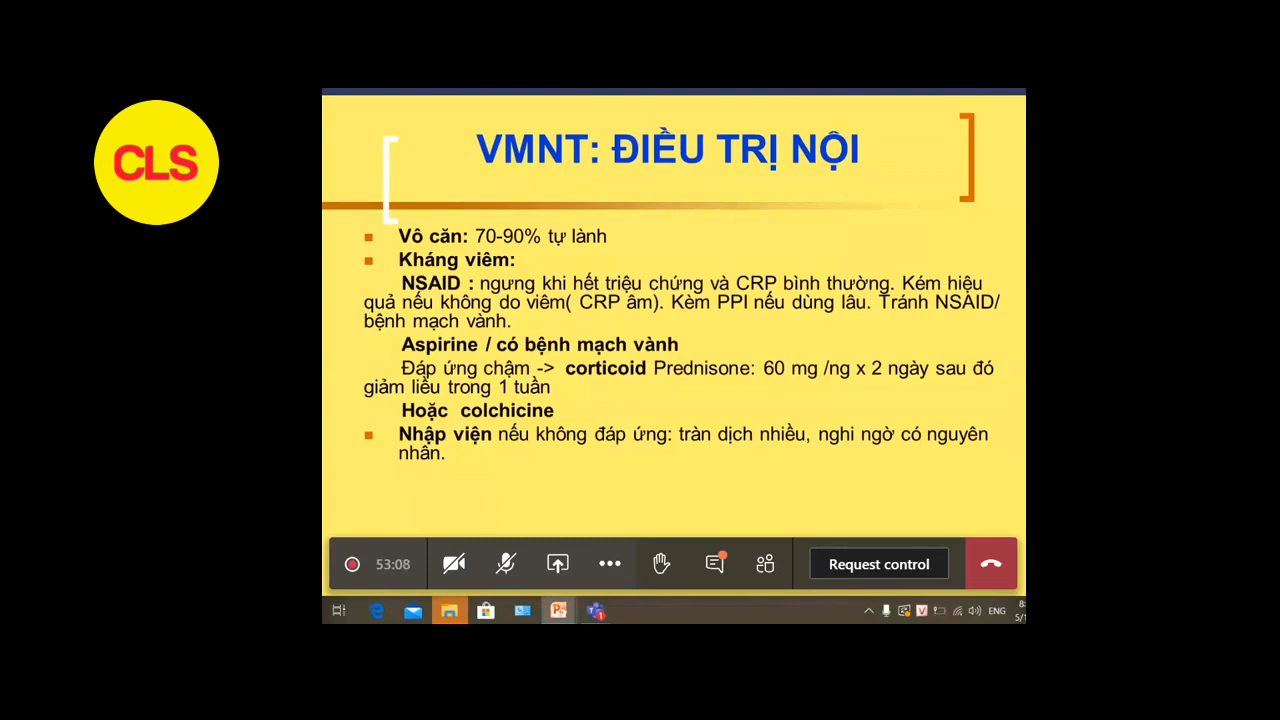 CLS
VMNT: ĐIỀU TRỊ NỘI
Vô căn: 70-90% tự lành
Kháng viêm:
NSAID : ngưng khi hết triệu chứng và CRP bình thường. Kém hiệu
quả nếu không do viêm( CRP âm). Kèm PPI nếu dùng lâu. Tránh NSAID/
bệnh mạch vành.
Aspirine / có bệnh mạch vành
Đáp ứng chậm -> corticoid Prednisone: 60 mg /ng x 2 ngày sau đó
giảm liều trong 1 tuần
Hoặc colchicine
Nhập viện nếu không đáp ứng: tràn dịch nhiều, nghi ngờ có nguyên
nhân.
53:08
Request control
ENG